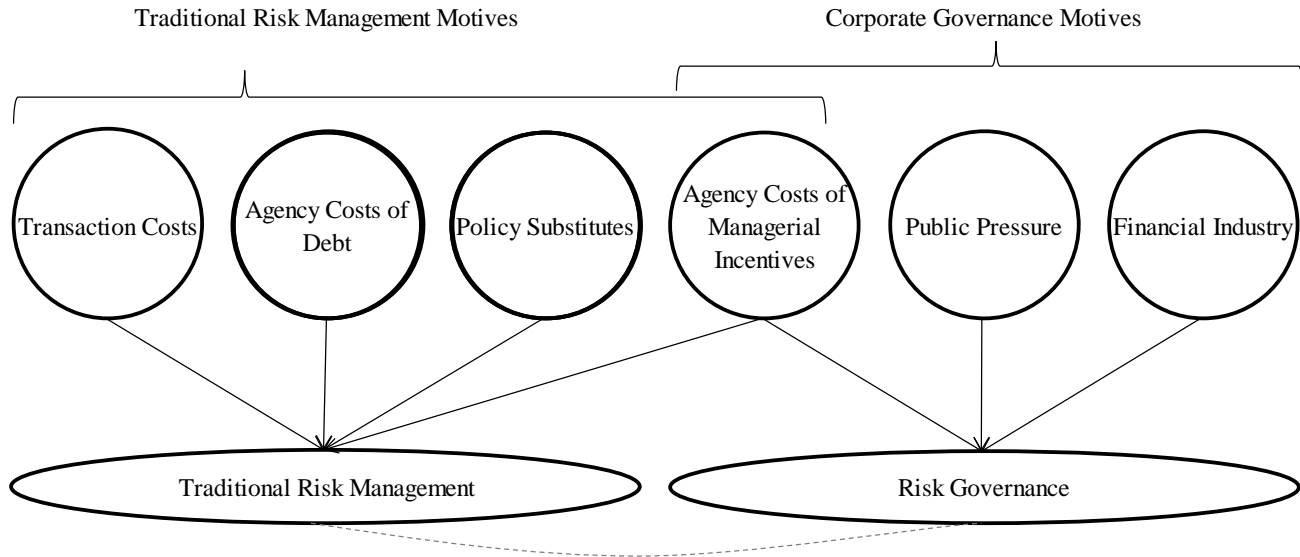 Traditional Risk Management Motives
Corporate Governance Motives
Transaction Costs
Agency Costs of
Debt
Policy Substitutes
Agency Costs of
Managerial
Incentives
Public Pressure
Financial Industry
Traditional Risk Management
Risk Governance